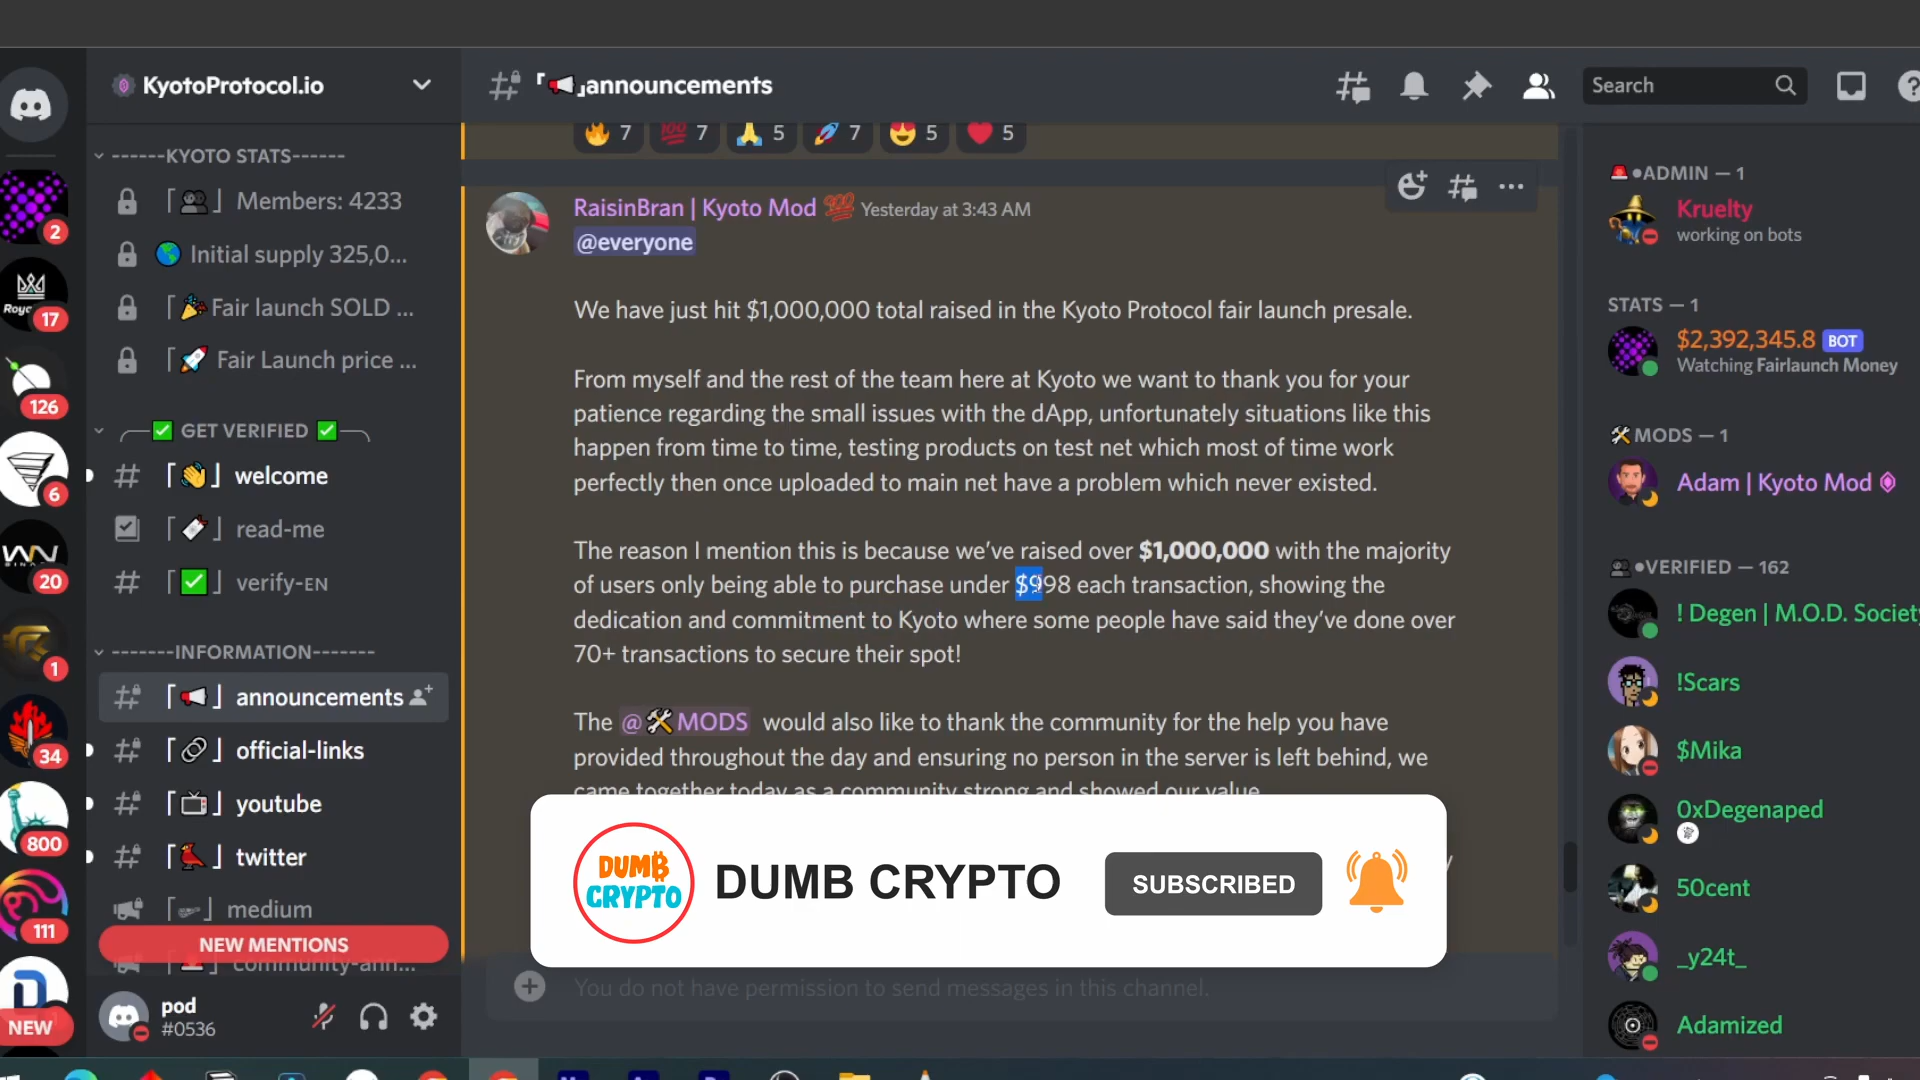 KyotoProtocol.io
「📢」announcements
Search
------KYOTO STATS------
「👥」 Members: 4233
🌎 Initial supply 325,0...
「🎉Fair launch SOLD ...
「🚀 Fair Launch price ...
✅ GET VERIFIED ✅
「👋」 welcome
read-me
「✅」 verify-EN
-------INFORMATION-------
「📢」 announcements
「🔗」 official-links
「📺」 youtube
twitter
medium
NEW MENTIONS
community-ann...
pod
#0536
2
Royc
17
126
6
WN
20
1
34
800
111
D
NEW
🔥 7 💯 7 🙏 5 🚀 7 😍 5 ❤️ 5
RaisinBran | Kyoto Mod 💯 Yesterday at 3:43 AM
@everyone
We have just hit $1,000,000 total raised in the Kyoto Protocol fair launch presale.
From myself and the rest of the team here at Kyoto we want to thank you for your
patience regarding the small issues with the dApp, unfortunately situations like this
happen from time to time, testing products on test net which most of time work
perfectly then once uploaded to main net have a problem which never existed.
The reason I mention this is because we've raised over $1,000,000 with the majority
of users only being able to purchase under $998 each transaction, showing the
dedication and commitment to Kyoto where some people have said they've done over
70+ transactions to secure their spot!
The @🛠MODS would also like to thank the community for the help you have
provided throughout the day and ensuring no person in the server is left behind, we
came together today as a community strong and showed our value
DUMB
CRYPTO
DUMB CRYPTO
SUBSCRIBED
You do not have permission to send messages in this channel.
🚨●ADMIN — 1
Kruelty
working on bots
STATS — 1
$2,392,345.8 BOT
Watching Fairlaunch Money
🛠MODS — 1
Adam | Kyoto Mod
👥●VERIFIED — 162
! Degen | M.O.D. Society
!Scars
$Mika
0xDegenaped
50cent
_y24t_
Adamized